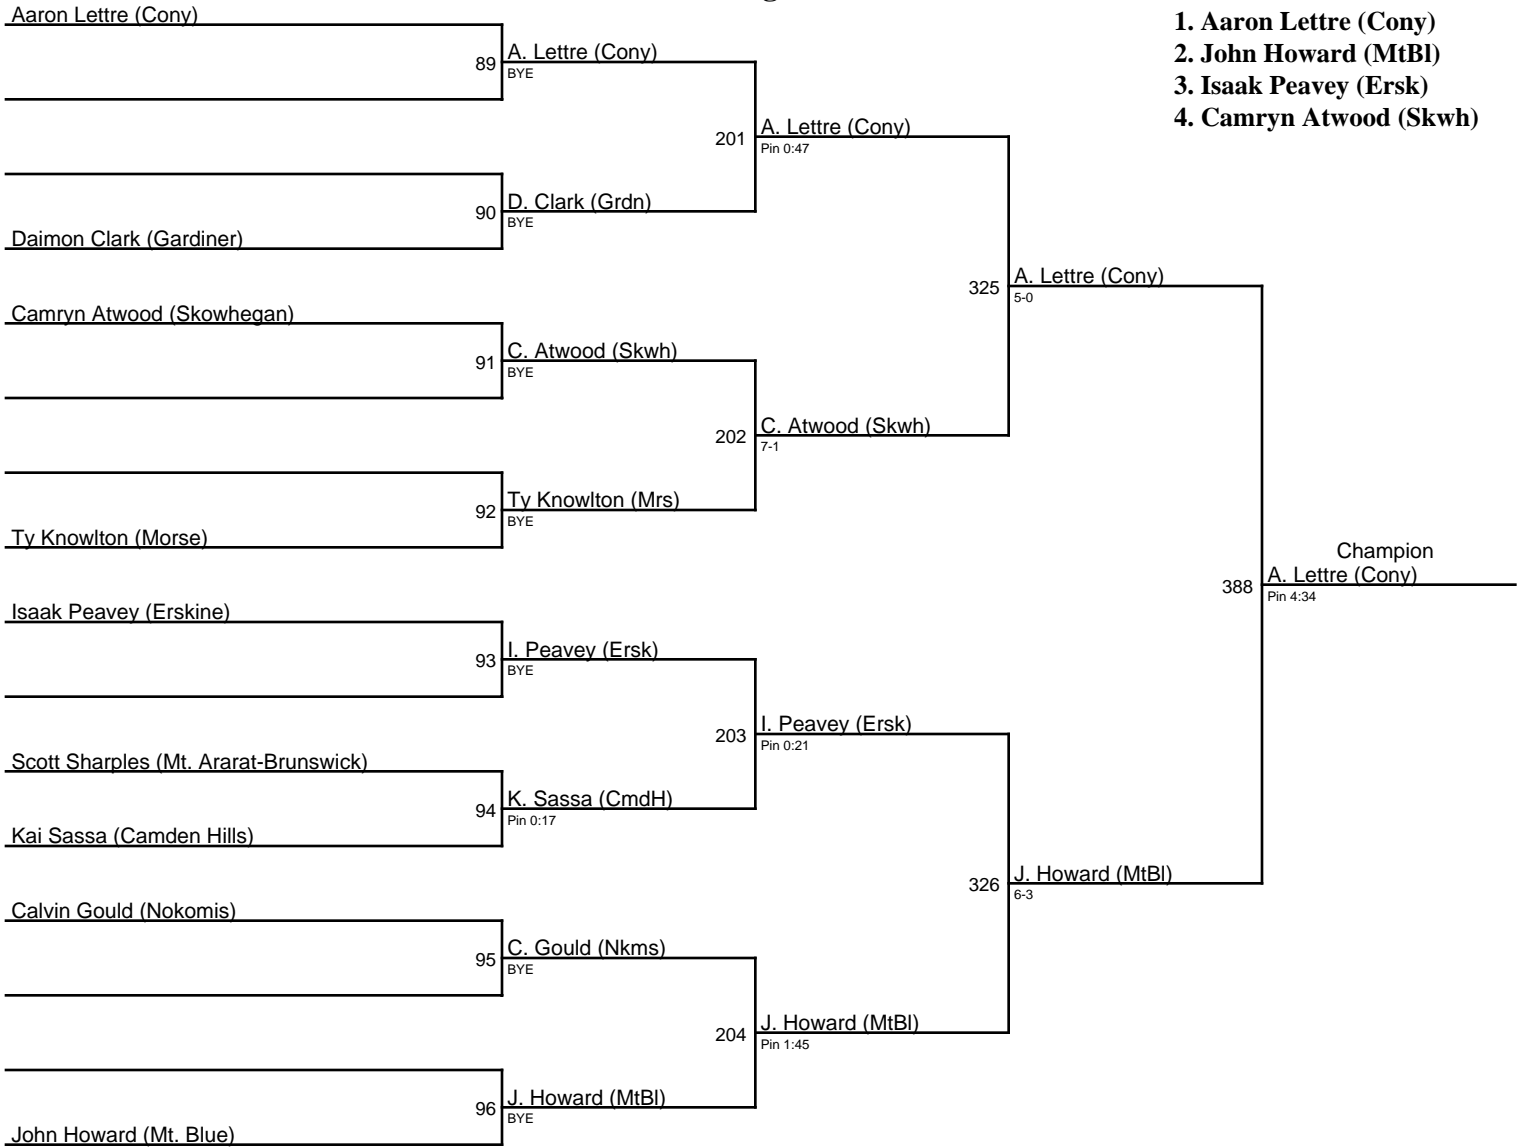 Aaron Lettre (Cony)
1. Aaron Lettre (Cony)
2. John Howard (MtBl)
3. Isaak Peavey (Ersk)
4. Camryn Atwood (Skwh)
89
A. Lettre (Cony)
BYE
201
A. Lettre (Cony)
Pin 0:47
90
D. Clark (Grdn)
BYE
Daimon Clark (Gardiner)
325
A. Lettre (Cony)
5-0
Camryn Atwood (Skowhegan)
91
C. Atwood (Skwh)
BYE
202
C. Atwood (Skwh)
7-1
92
Ty Knowlton (Mrs)
BYE
Ty Knowlton (Morse)
Champion
388
A. Lettre (Cony)
Pin 4:34
Isaak Peavey (Erskine)
93
I. Peavey (Ersk)
BYE
203
I. Peavey (Ersk)
Pin 0:21
Scott Sharples (Mt. Ararat-Brunswick)
94
K. Sassa (CmdH)
Pin 0:17
Kai Sassa (Camden Hills)
326
J. Howard (MtBl)
6-3
Calvin Gould (Nokomis)
95
C. Gould (Nkms)
BYE
204
J. Howard (MtBl)
Pin 1:45
96
J. Howard (MtBl)
BYE
John Howard (Mt. Blue)